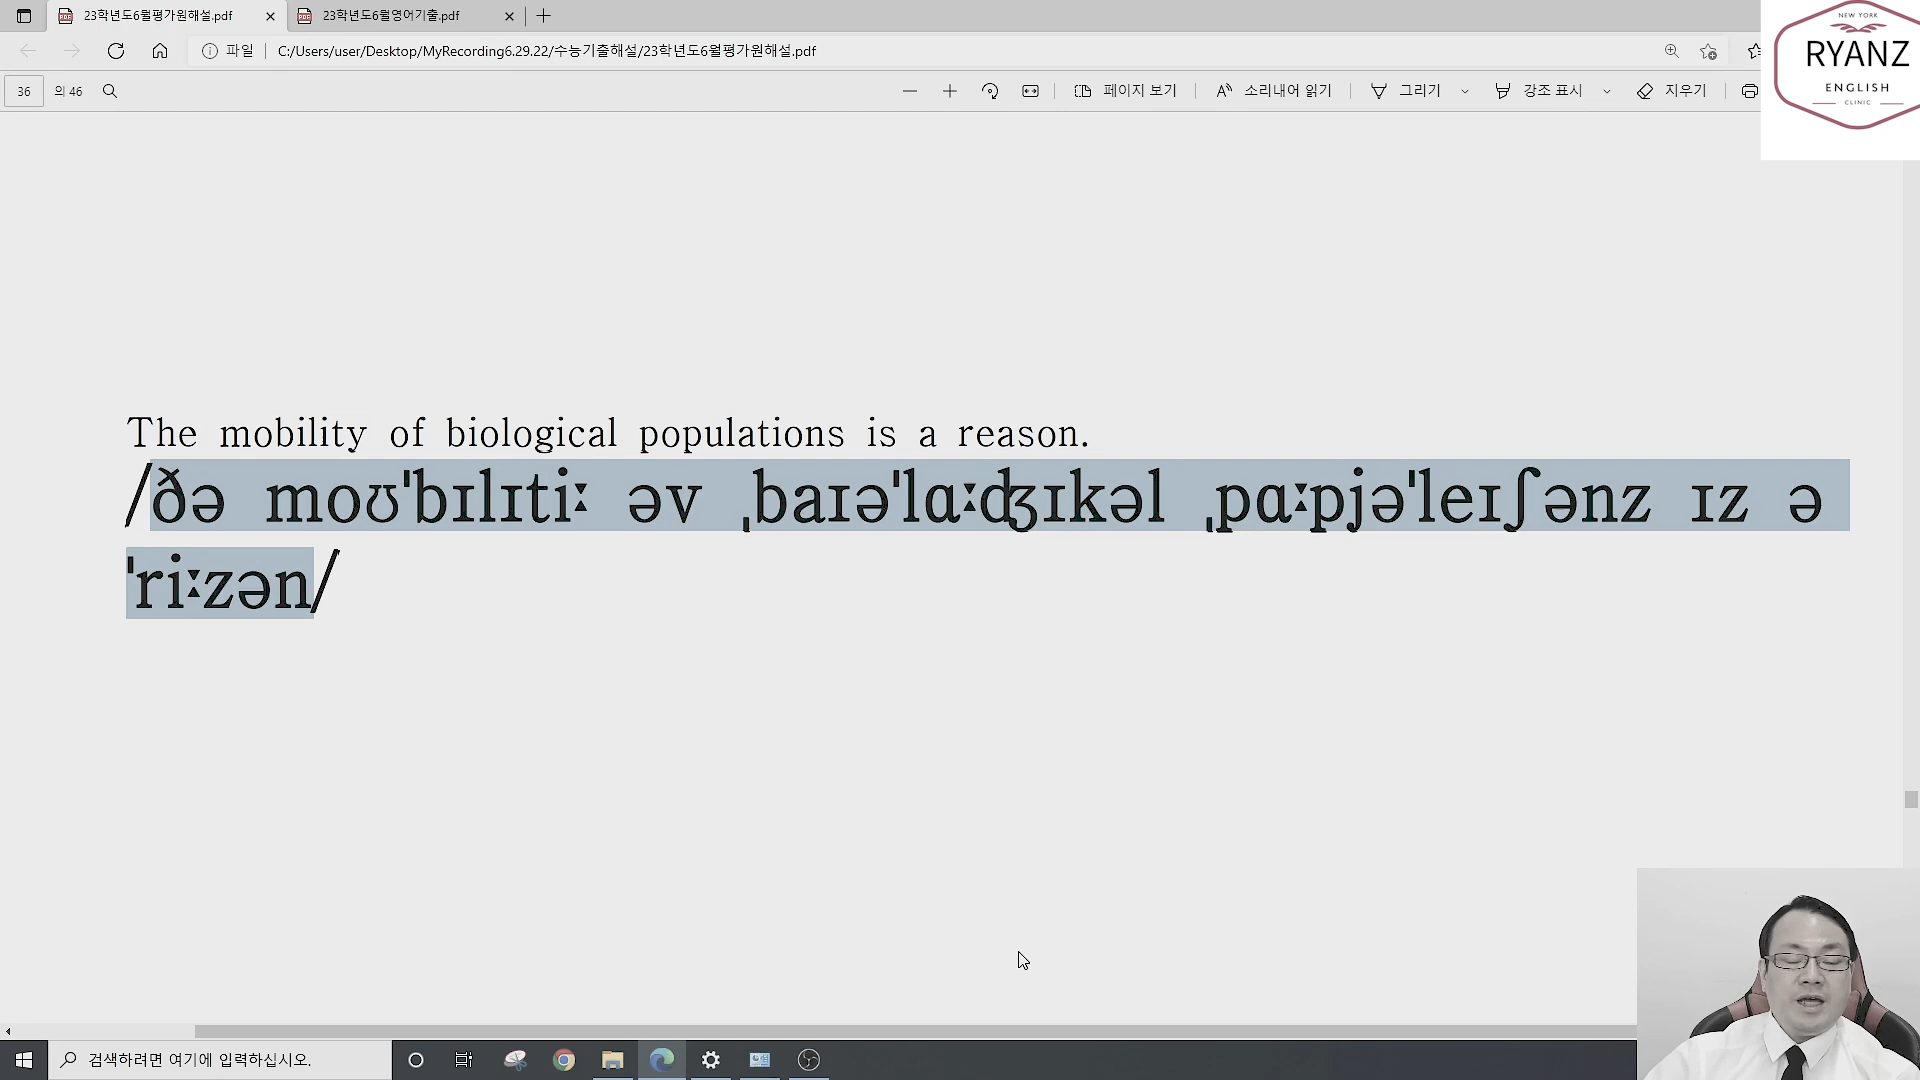 23학년도6월평가원해설.pdf
23학년도6월영어기출.pdf
파일
C:/Users/user/Desktop/MyRecording6.29.22/수능기출해설/23학년도6월평가원해설.pdf
36 의 46
페이지 보기
소리내어 읽기
그리기
강조 표시
지우기
NEW YORK
RYANZ
ENGLISH
CLINIC
The mobility of biological populations is a reason.
/ðə moʊˈbɪlɪtiː əv ˌbaɪəˈlɑːʤɪkəl ˌpɑːpjəˈleɪʃənz ɪz ə
ˈriːzən/
검색하려면 여기에 입력하십시오.